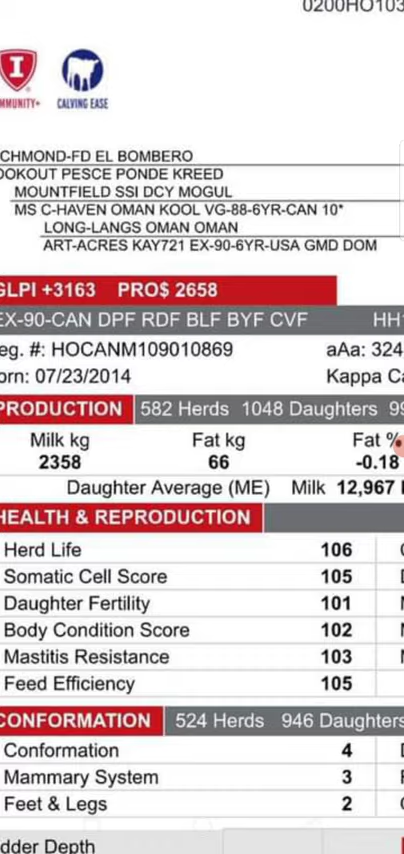 0200HO103
I
MMUNITY+ CALVING EASE
CHMOND-FD EL BOMBERO
OOKOUT PESCE PONDE KREED
MOUNTFIELD SSI DCY MOGUL
MS C-HAVEN OMAN KOOL VG-88-6YR-CAN 10*
LONG-LANGS OMAN OMAN
ART-ACRES KAY721 EX-90-6YR-USA GMD DOM
GLPI +3163 PRO$ 2658
EX-90-CAN DPF RDF BLF BYF CVF HH1
eg. #: HOCANM109010869 aAa: 324
orn: 07/23/2014 Kappa Ca
PRODUCTION 582 Herds 1048 Daughters 99
Milk kg Fat kg Fat %
2358 66 -0.18
Daughter Average (ME) Milk 12,967
HEALTH & REPRODUCTION
Herd Life 106
Somatic Cell Score 105
Daughter Fertility 101
Body Condition Score 102
Mastitis Resistance 103
Feed Efficiency 105
CONFORMATION 524 Herds 946 Daughters
Conformation 4
Mammary System 3
Feet & Legs 2
dder Depth